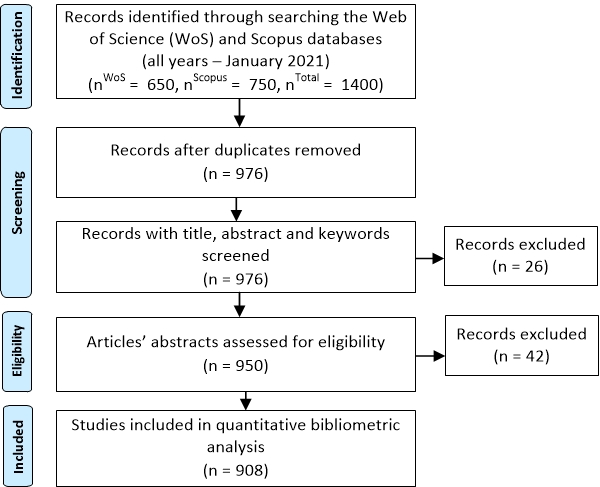 Identification
Records identified through searching the Web
of Science (WoS) and Scopus databases
(all years – January 2021)
(nWoS = 650, nScopus = 750, nTotal = 1400)
Screening
Records after duplicates removed
(n = 976)
Records with title, abstract and keywords
screened
(n = 976)
Records excluded
(n = 26)
Eligibility
Articles’ abstracts assessed for eligibility
(n = 950)
Records excluded
(n = 42)
Included
Studies included in quantitative bibliometric
analysis
(n = 908)